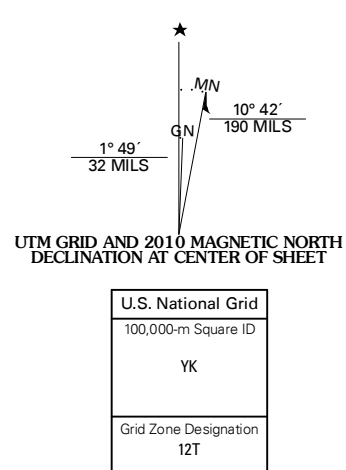 ★
MN
10° 42´
190 MILS
GN
1° 49´
32 MILS
UTM GRID AND 2010 MAGNETIC NORTH
DECLINATION AT CENTER OF SHEET
U.S. National Grid
100,000-m Square ID
YK
Grid Zone Designation
12T